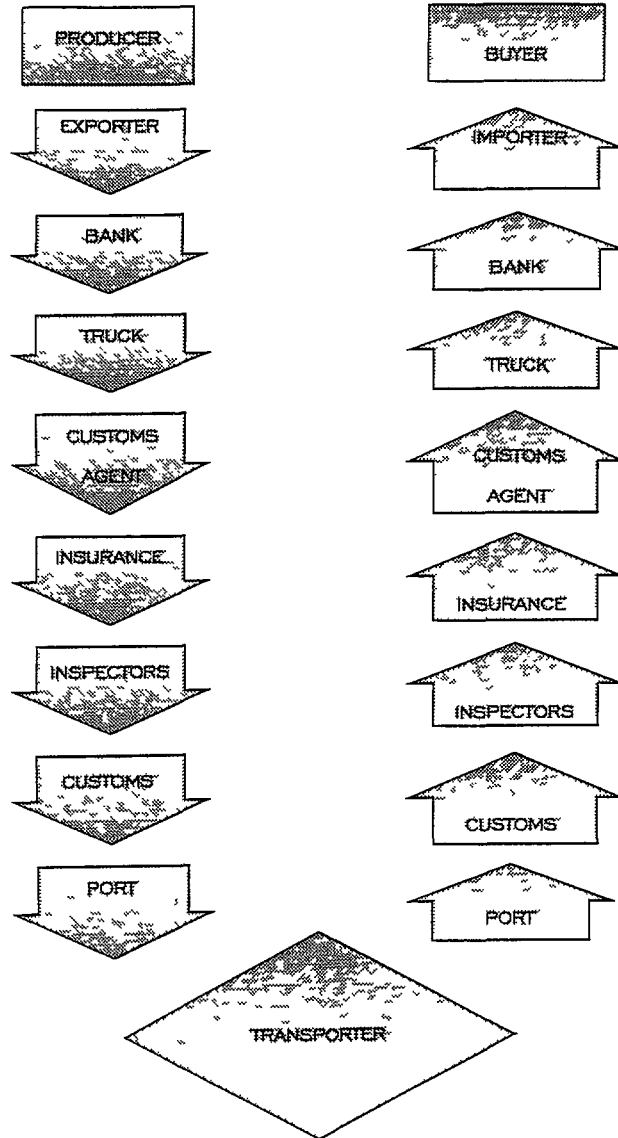 PRODUCER
EXPORTER
BANK
TRUCK
CUSTOMS
AGENT
INSURANCE
INSPECTORS
CUSTOMS
PORT
BUYER
IMPORTER
BANK
TRUCK
CUSTOMS
AGENT
INSURANCE
INSPECTORS
CUSTOMS
PORT
TRANSPORTER